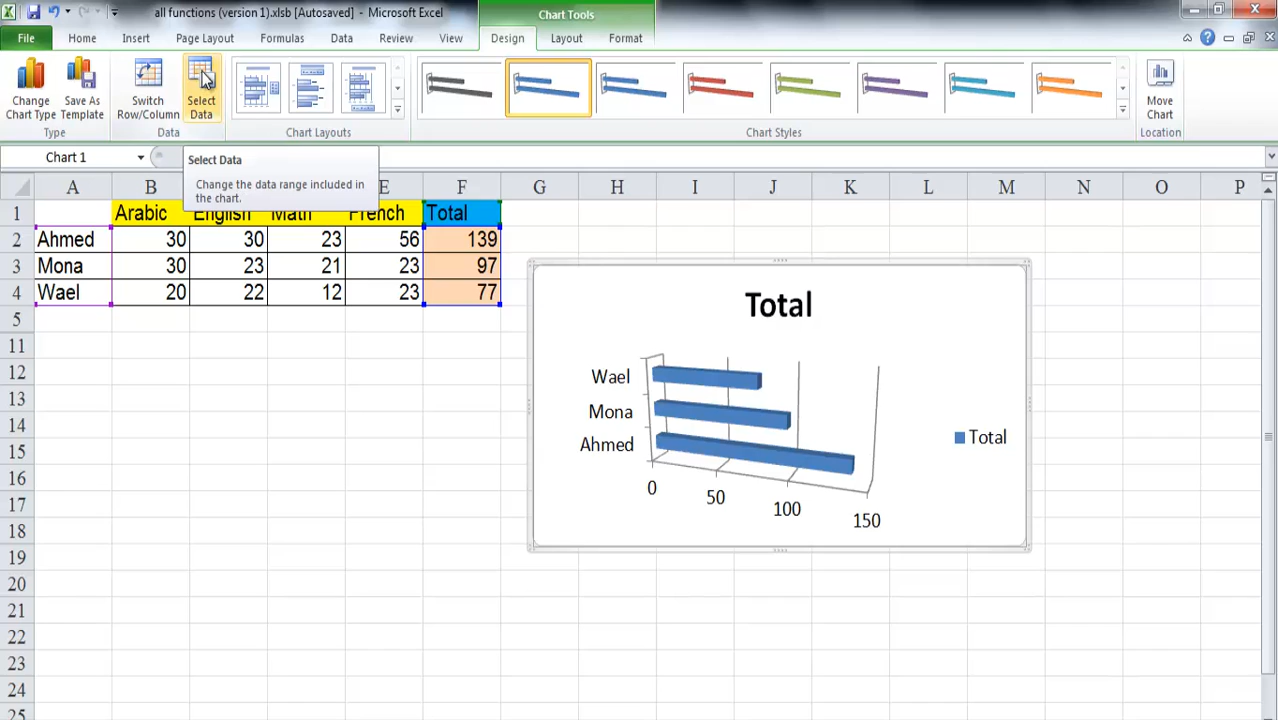 all functions (version 1).xlsb [Autosaved] - Microsoft Excel
Chart Tools
File Home Insert Page Layout Formulas Data Review View Design Layout Format
Change Chart Type
Save As Template
Switch Row/Column
Select Data
Move Chart
Type Data Chart Layouts Chart Styles Location
Chart 1
Select Data
Change the data range included in
the chart.
A B E F G H I J K L M N O P
1 Arabic English Math French Total
2 Ahmed 30 30 23 56 139
3 Mona 30 23 21 23 97
4 Wael 20 22 12 23 77
5
11
12
13
14
15
16
17
18
19
20
21
22
23
24
25
Total
Wael
Mona
Ahmed
Total
0
50
100
150